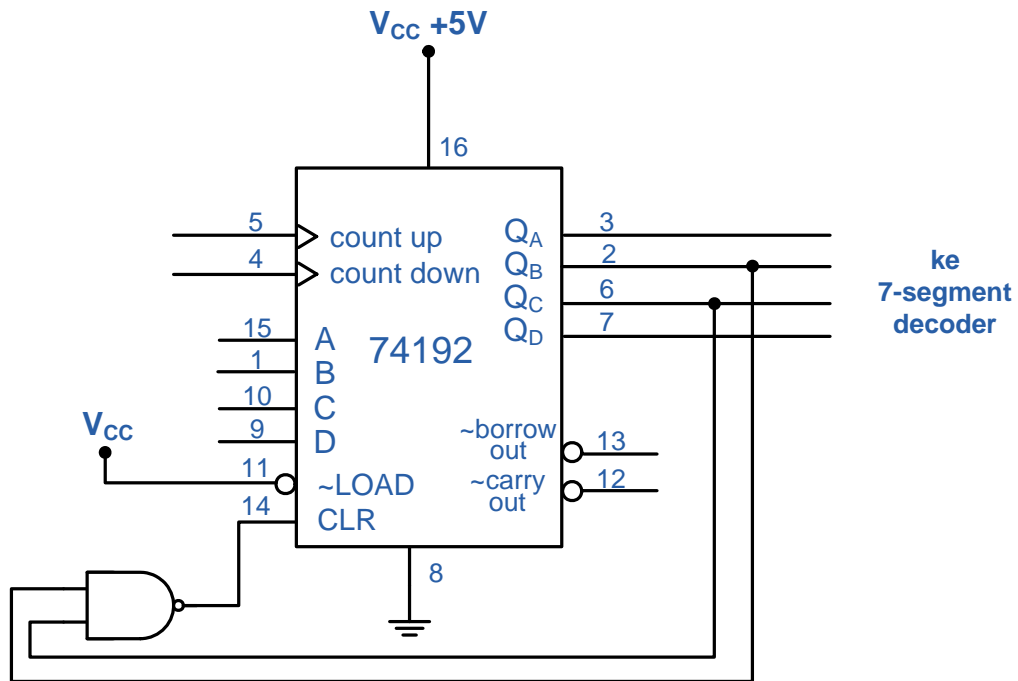 VCC +5V
16
5
count up
4
count down
15
A
1
B
10
C
9
D
VCC
11
~LOAD
14
CLR
74192
QA
3
QB
2
QC
6
QD
7
~borrow
out
13
~carry
out
12
8
ke
7-segment
decoder